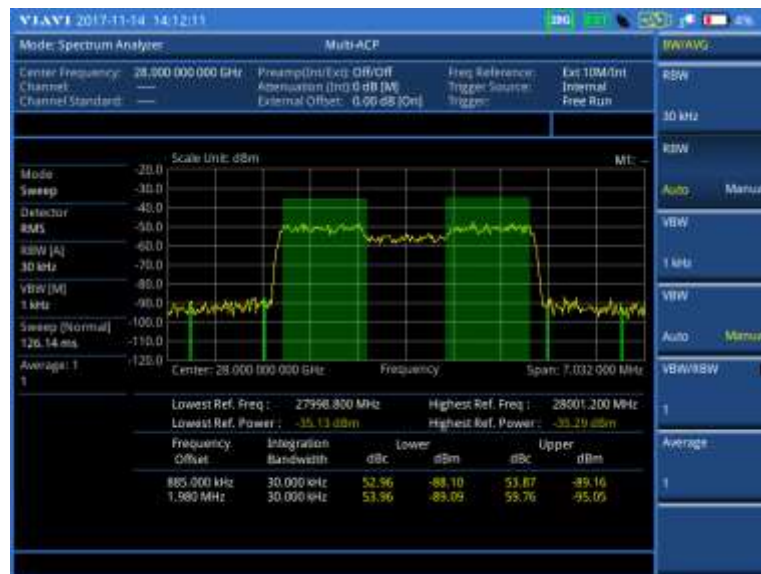 VIAVI 2017-11-14 14:12:11
Mode: Spectrum Analyzer Multi-ACP
Center Frequency: 28.000 000 000 GHz
Channel: ---
Channel Standard: ---
Preamp(Int/Ext): Off/Off
Attenuation (Int) 0 dB [M]
External Offset: 0.00 dB [On]
Freq Reference: Ext 10M/Int
Trigger Source: Internal
Trigger: Free Run
Scale Unit: dBm M1: --
Mode
Sweep
Detector
RMS
RBW [A]
30 kHz
VBW [M]
1 kHz
Sweep [Normal]
126.14 ms
Average: 1
1
-20.0
-30.0
-40.0
-50.0
-60.0
-70.0
-80.0
-90.0
-100.0
-110.0
-120.0
Center: 28.000 000 000 GHz Frequency Span: 7.032 000 MHz
Lowest Ref. Freq : 27998.800 MHz Highest Ref. Freq : 28001.200 MHz
Lowest Ref. Power : -35.13 dBm Highest Ref. Power : -35.29 dBm
Frequency Integration Lower Upper
Offset Bandwidth dBc dBm dBc dBm
885.000 kHz 30.000 kHz 52.96 -88.10 53.87 -89.16
1.980 MHz 30.000 kHz 53.96 -89.09 59.76 -95.05
BW/AVG
RBW
30 kHz
RBW
Auto Manua
VBW
1 kHz
VBW
Auto Manua
VBW/RBW
1
Average
1